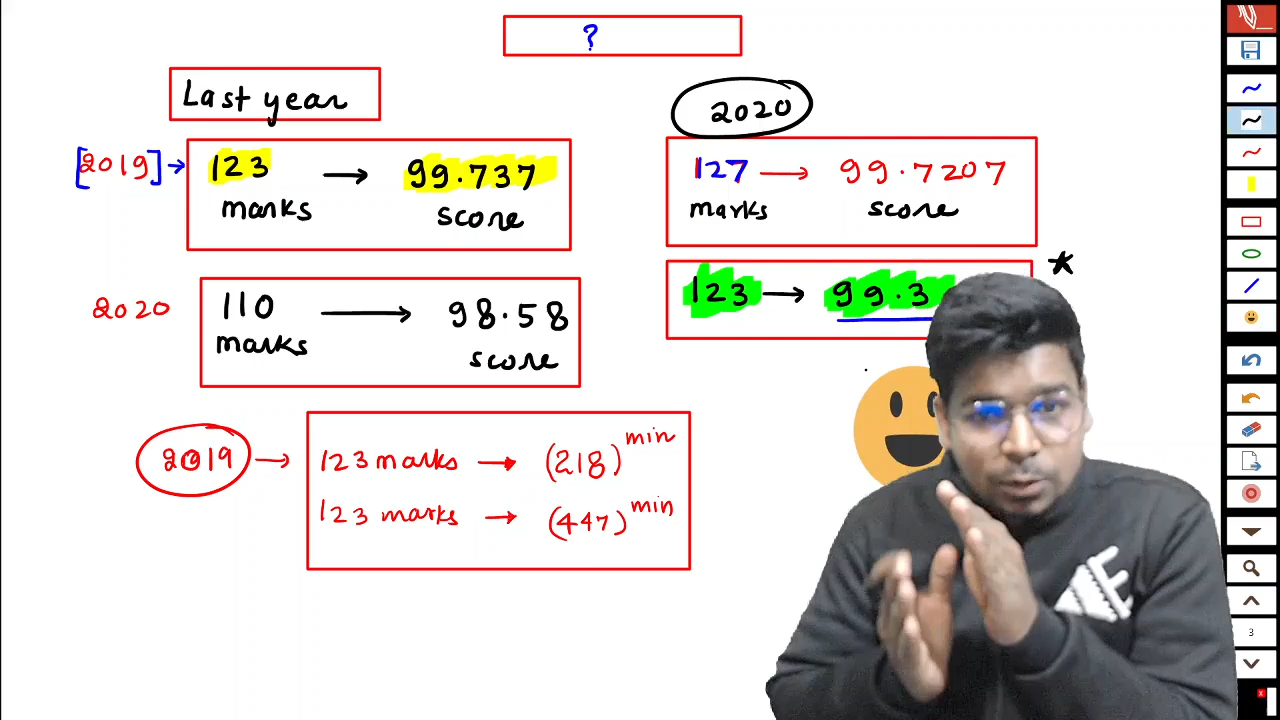 ?
Last year
[2019] → 123 → 99.737
marks score
2020 110 → 98.58
marks score
2019 → 123 marks → (218)min
123 marks → (447)min
2020
127 → 99.7207
marks score
123 → 99.3
*
E
3